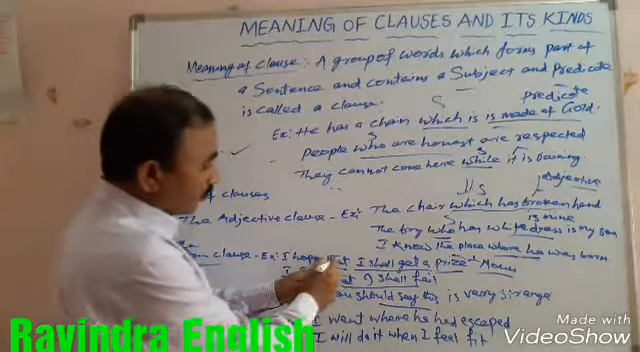 MEANING OF CLAUSES AND ITS KINDS
Meaning of clause :- A group of words which forms part of
a Sentence and contains a Subject and Predicate
is called a clause.
predicate
Ex:- He has a chain which is is made of Gold.
People who are honest are respected
They cannot come here while it is raining.
of clauses
Adjective
The Adjective clause - Ex: The chair which has broken hand
is mine
The boy who has white dress is my son
I know the place where he was born.
clause - Ex: I hope I shall get a prize - Noun
I I shall fail
you should say this is verry strange
I went where he had escaped
I will do it when I feel fit
Ravindra English
Made With
VideoShow